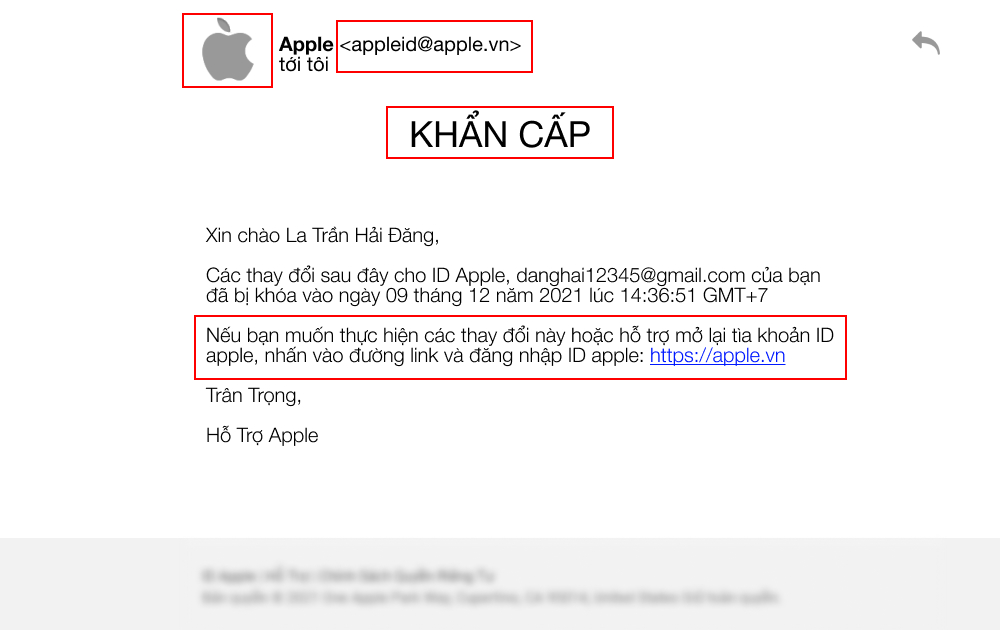 Apple <appleid@apple.vn>
tới tôi
KHẨN CẤP
Xin chào La Trần Hải Đăng,
Các thay đổi sau đây cho ID Apple, danghai12345@gmail.com của bạn
đã bị khóa vào ngày 09 tháng 12 năm 2021 lúc 14:36:51 GMT+7
Nếu bạn muốn thực hiện các thay đổi này hoặc hỗ trợ mở lại tìa khoản ID
apple, nhấn vào đường link và đăng nhập ID apple: https://apple.vn
Trân Trọng,
Hỗ Trợ Apple